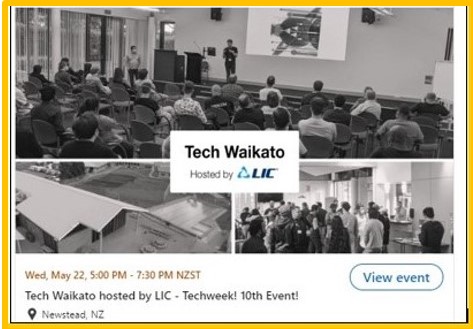 Tech Waikato
Hosted by LIC
Wed, May 22, 5:00 PM - 7:30 PM NZST
View event
Tech Waikato hosted by LIC - Techweek! 10th Event!
Newstead, NZ